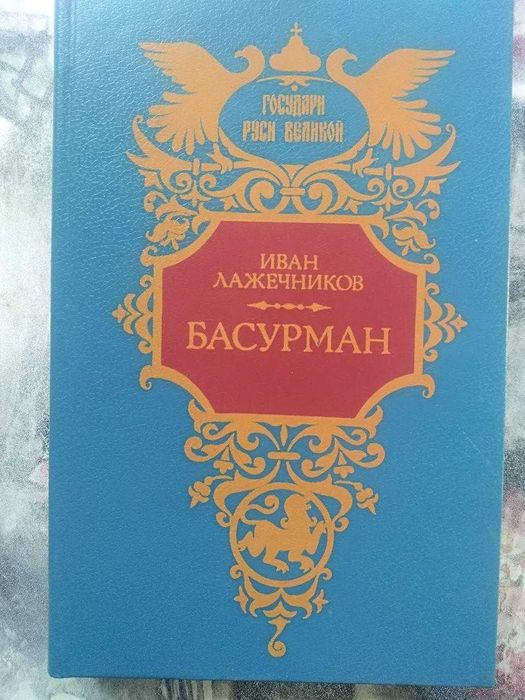 ГОСУДАРИ
РУСИ ВЕЛИКОЙ
ИВАН
ЛАЖЕЧНИКОВ
БАСУРМАН